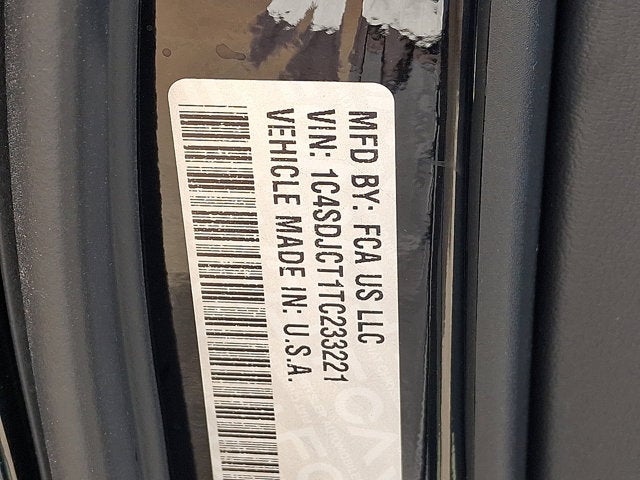 MFD BY: FCA US LLC
VIN: 1C4SDJCT1TC233221
VEHICLE MADE IN: U.S.A.